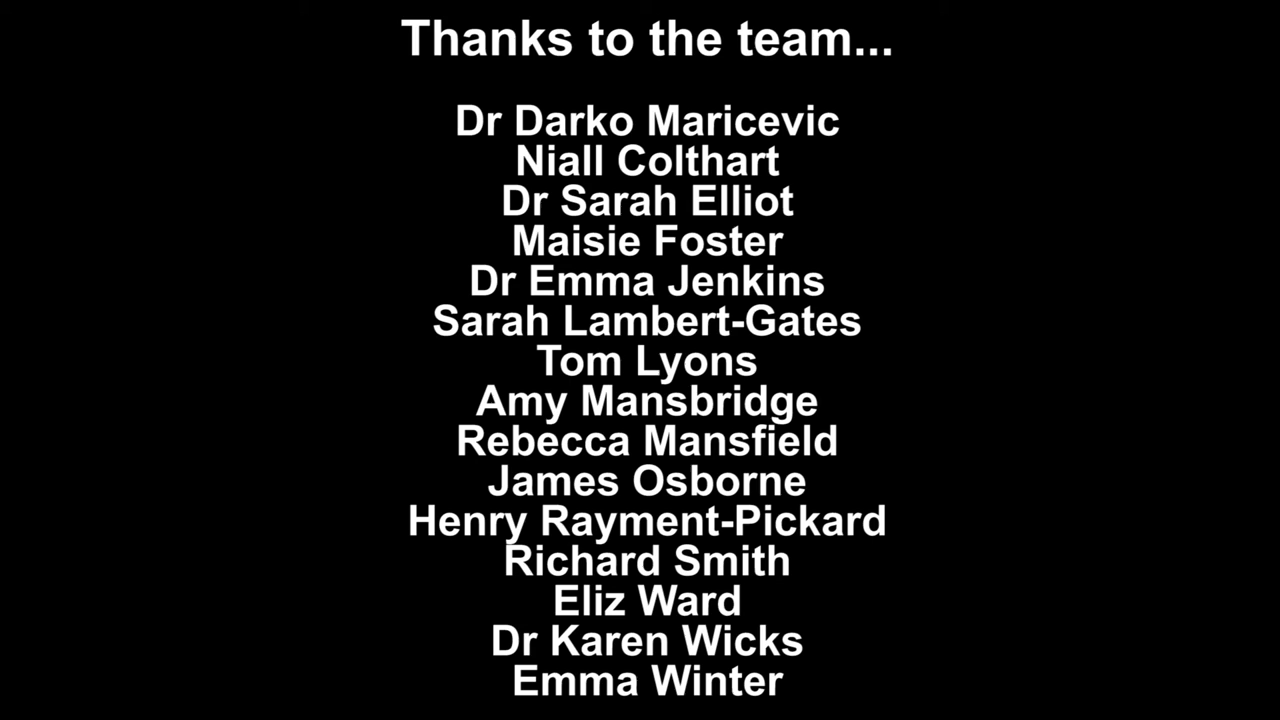 Thanks to the team...
Dr Darko Maricevic
Niall Colthart
Dr Sarah Elliot
Maisie Foster
Dr Emma Jenkins
Sarah Lambert-Gates
Tom Lyons
Amy Mansbridge
Rebecca Mansfield
James Osborne
Henry Rayment-Pickard
Richard Smith
Eliz Ward
Dr Karen Wicks
Emma Winter